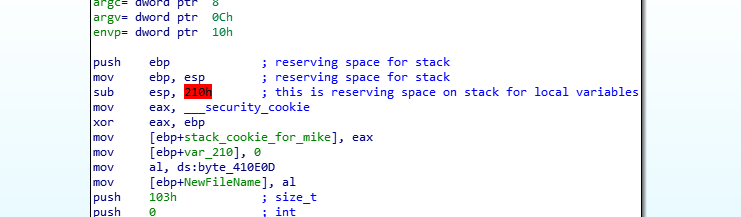 argc= dword ptr  8
argv= dword ptr  0Ch
envp= dword ptr  10h
push    ebp             ; reserving space for stack
mov     ebp, esp        ; reserving space for stack
sub     esp, 210h       ; this is reserving space on stack for local variables
mov     eax, ___security_cookie
xor     eax, ebp
mov     [ebp+stack_cookie_for_mike], eax
mov     [ebp+var_210], 0
mov     al, ds:byte_410E0D
mov     [ebp+NewFileName], al
push    103h            ; size_t
push    0               ; int